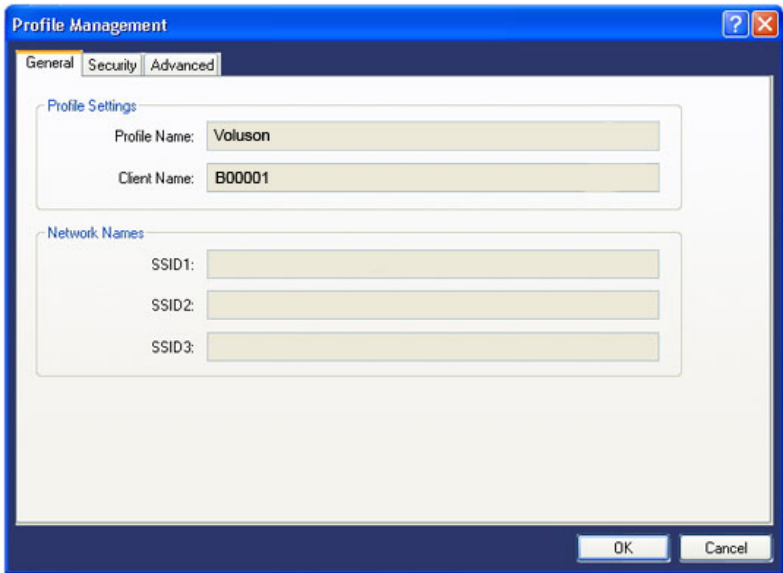 Profile Management
General Security Advanced
Profile Settings
Profile Name: Voluson
Client Name: B00001
Network Names
SSID1:
SSID2:
SSID3:
OK Cancel